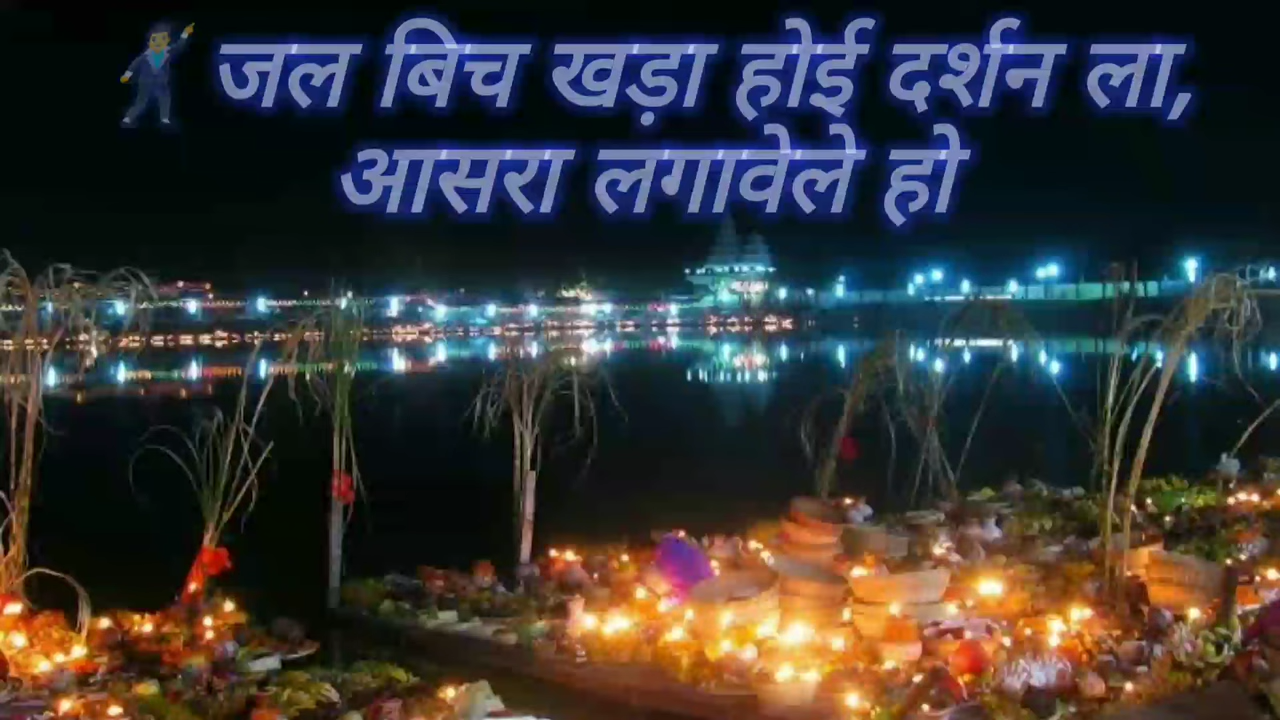 🕺 जल बिच खड़ा होई दर्शन ला,
आसरा लगावेले हो